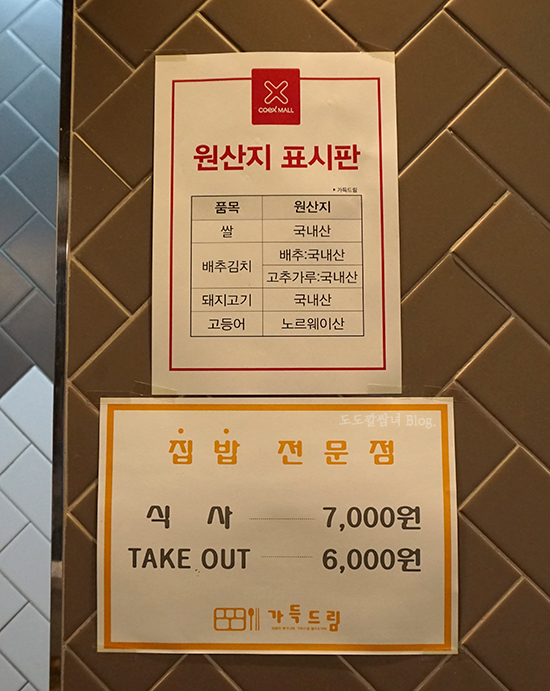 COEX MALL
원산지 표시판
▶가득드림
품목 원산지
쌀 국내산
배추김치 배추:국내산
고추가루:국내산
돼지고기 국내산
고등어 노르웨이산
도도팔쌈녀 Blog.
집밥 전문점
식 사 7,000원
TAKE OUT 6,000원
가득드림